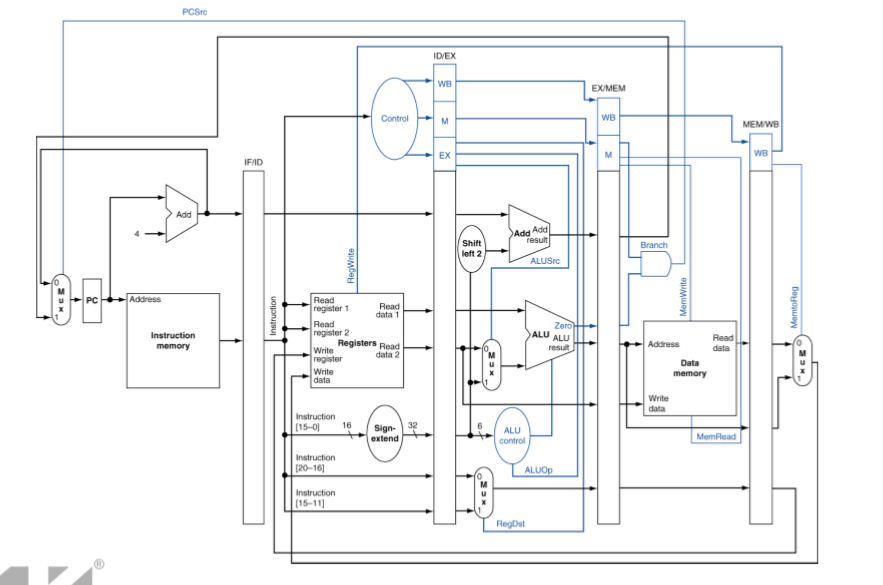 PCSrc
ID/EX
WB
EX/MEM
Control
M
WB
MEM/WB
EX
M
WB
IF/ID
Add
4
RegWrite
Shift
left 2
Add
Add
result
ALUSrc
Branch
MemWrite
MemtoReg
0
M
u
x
1
PC
Address
Instruction
memory
Instruction
Read
register 1
Read
register 2
Write
register
Write
data
Registers
Read
data 1
Read
data 2
0
M
u
x
1
Zero
ALU
ALU
result
Address
Read
data
Data
memory
Write
data
MemRead
0
M
u
x
1
Instruction
[15–0]
16
Sign-
extend
32
6
ALU
control
ALUOp
Instruction
[20–16]
Instruction
[15–11]
0
M
u
x
1
RegDst
®